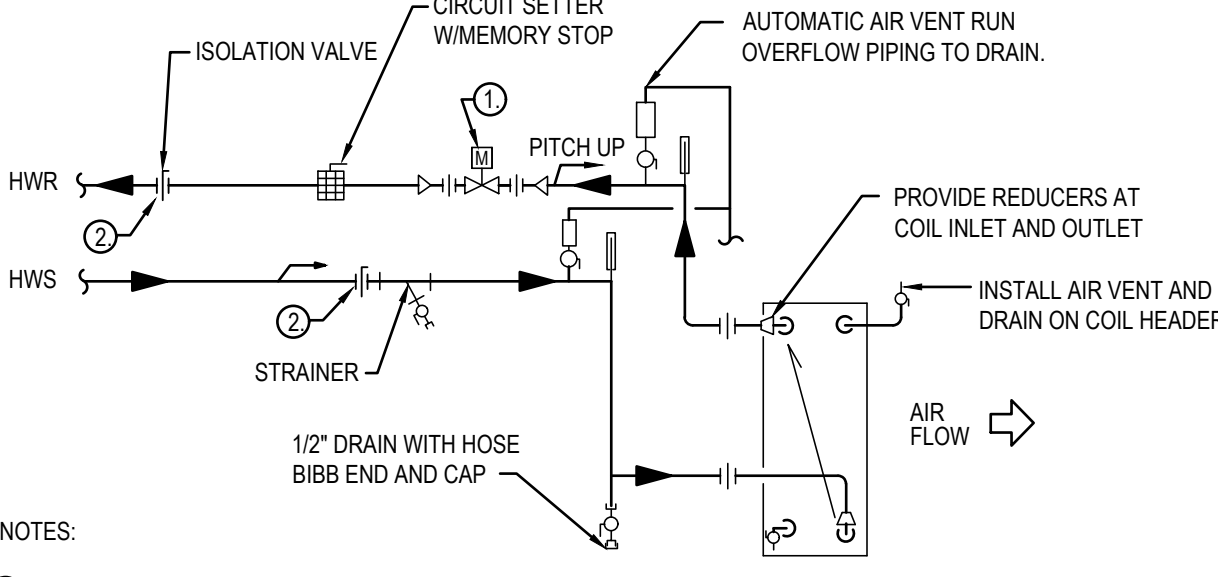 CIRCUIT SETTER
W/MEMORY STOP
AUTOMATIC AIR VENT RUN
OVERFLOW PIPING TO DRAIN.
ISOLATION VALVE
1.
M
PITCH UP
HWR
PROVIDE REDUCERS AT
COIL INLET AND OUTLET
2.
HWS
INSTALL AIR VENT AND
DRAIN ON COIL HEADER
2.
STRAINER
AIR
FLOW
1/2" DRAIN WITH HOSE
BIBB END AND CAP
NOTES: